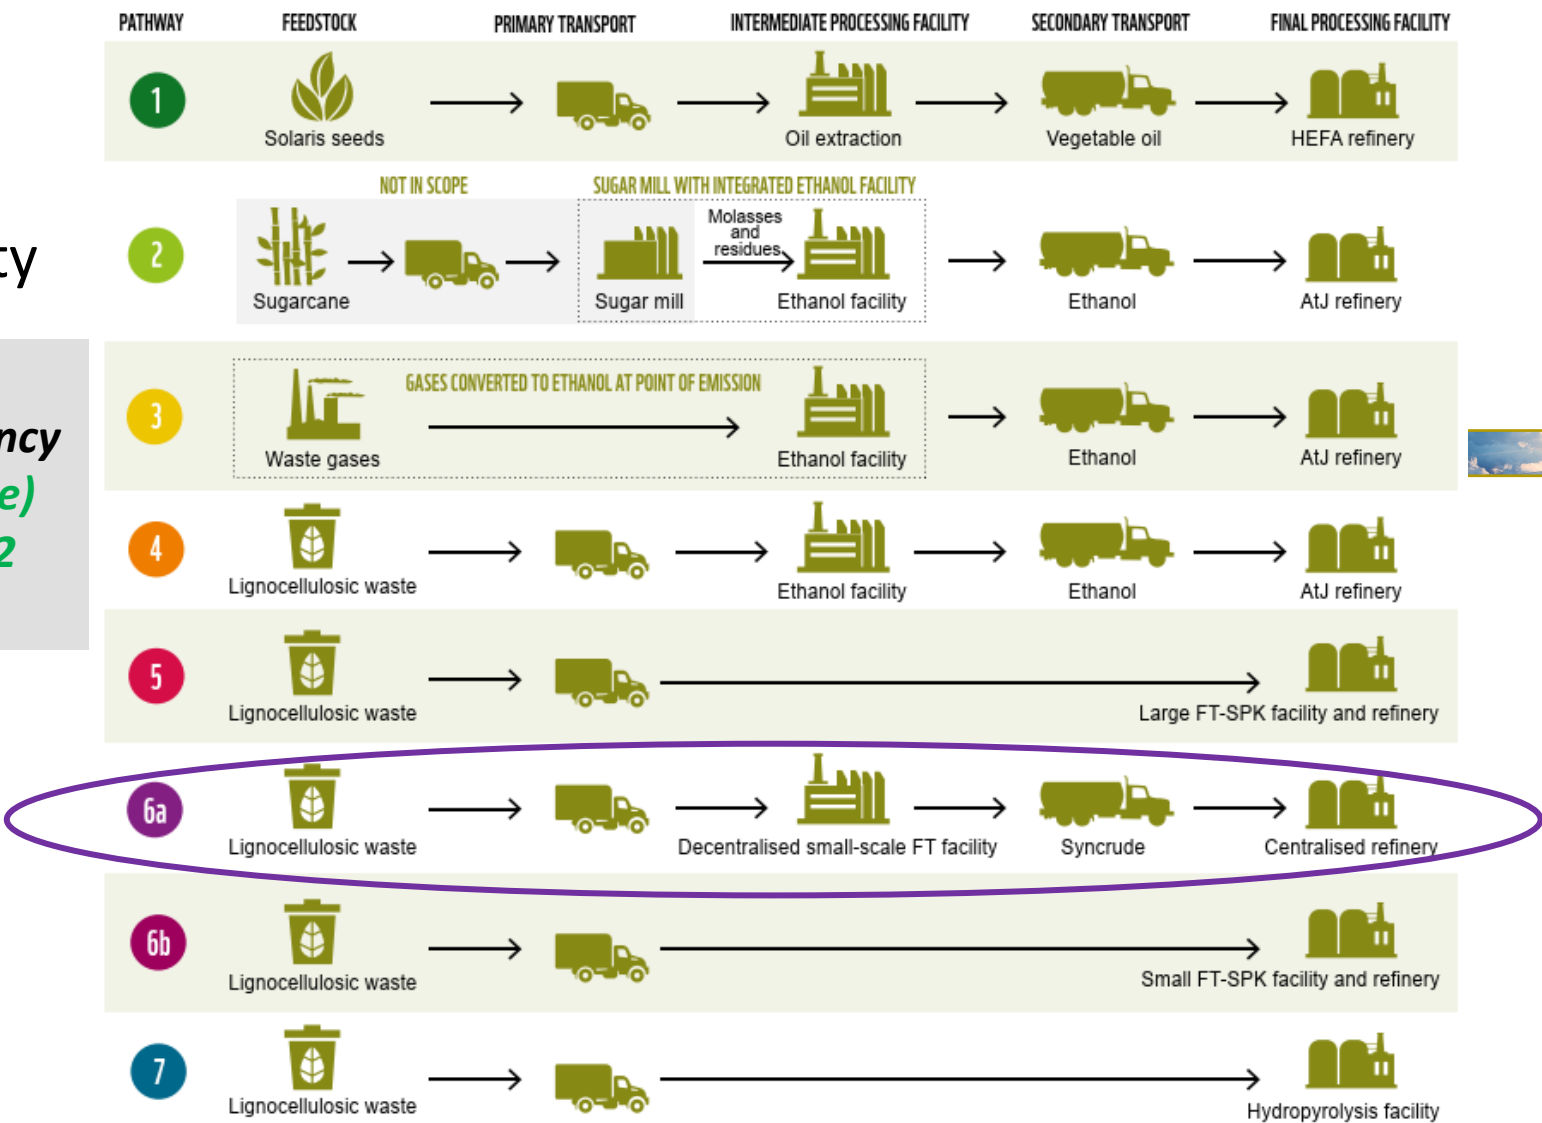 PATHWAY FEEDSTOCK PRIMARY TRANSPORT INTERMEDIATE PROCESSING FACILITY SECONDARY TRANSPORT FINAL PROCESSING FACILITY
1
Solaris seeds Oil extraction Vegetable oil HEFA refinery
NOT IN SCOPE SUGAR MILL WITH INTEGRATED ETHANOL FACILITY
Molasses
and
residues
2
Sugarcane Sugar mill Ethanol facility Ethanol AtJ refinery
ty
GASES CONVERTED TO ETHANOL AT POINT OF EMISSION
3
Waste gases Ethanol facility Ethanol AtJ refinery
ncy
e)
2
4
Lignocellulosic waste Ethanol facility Ethanol AtJ refinery
5
Lignocellulosic waste Large FT-SPK facility and refinery
6a
Lignocellulosic waste Decentralised small-scale FT facility Syncrude Centralised refinery
6b
Lignocellulosic waste Small FT-SPK facility and refinery
7
Lignocellulosic waste Hydropyrolysis facility